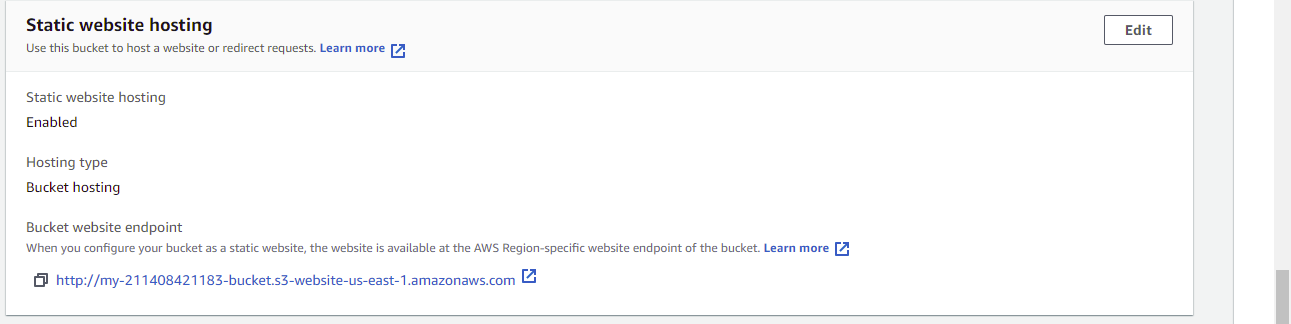 Static website hosting
Edit
Use this bucket to host a website or redirect requests. Learn more
Static website hosting
Enabled
Hosting type
Bucket hosting
Bucket website endpoint
When you configure your bucket as a static website, the website is available at the AWS Region-specific website endpoint of the bucket. Learn more
http://my-211408421183-bucket.s3-website-us-east-1.amazonaws.com